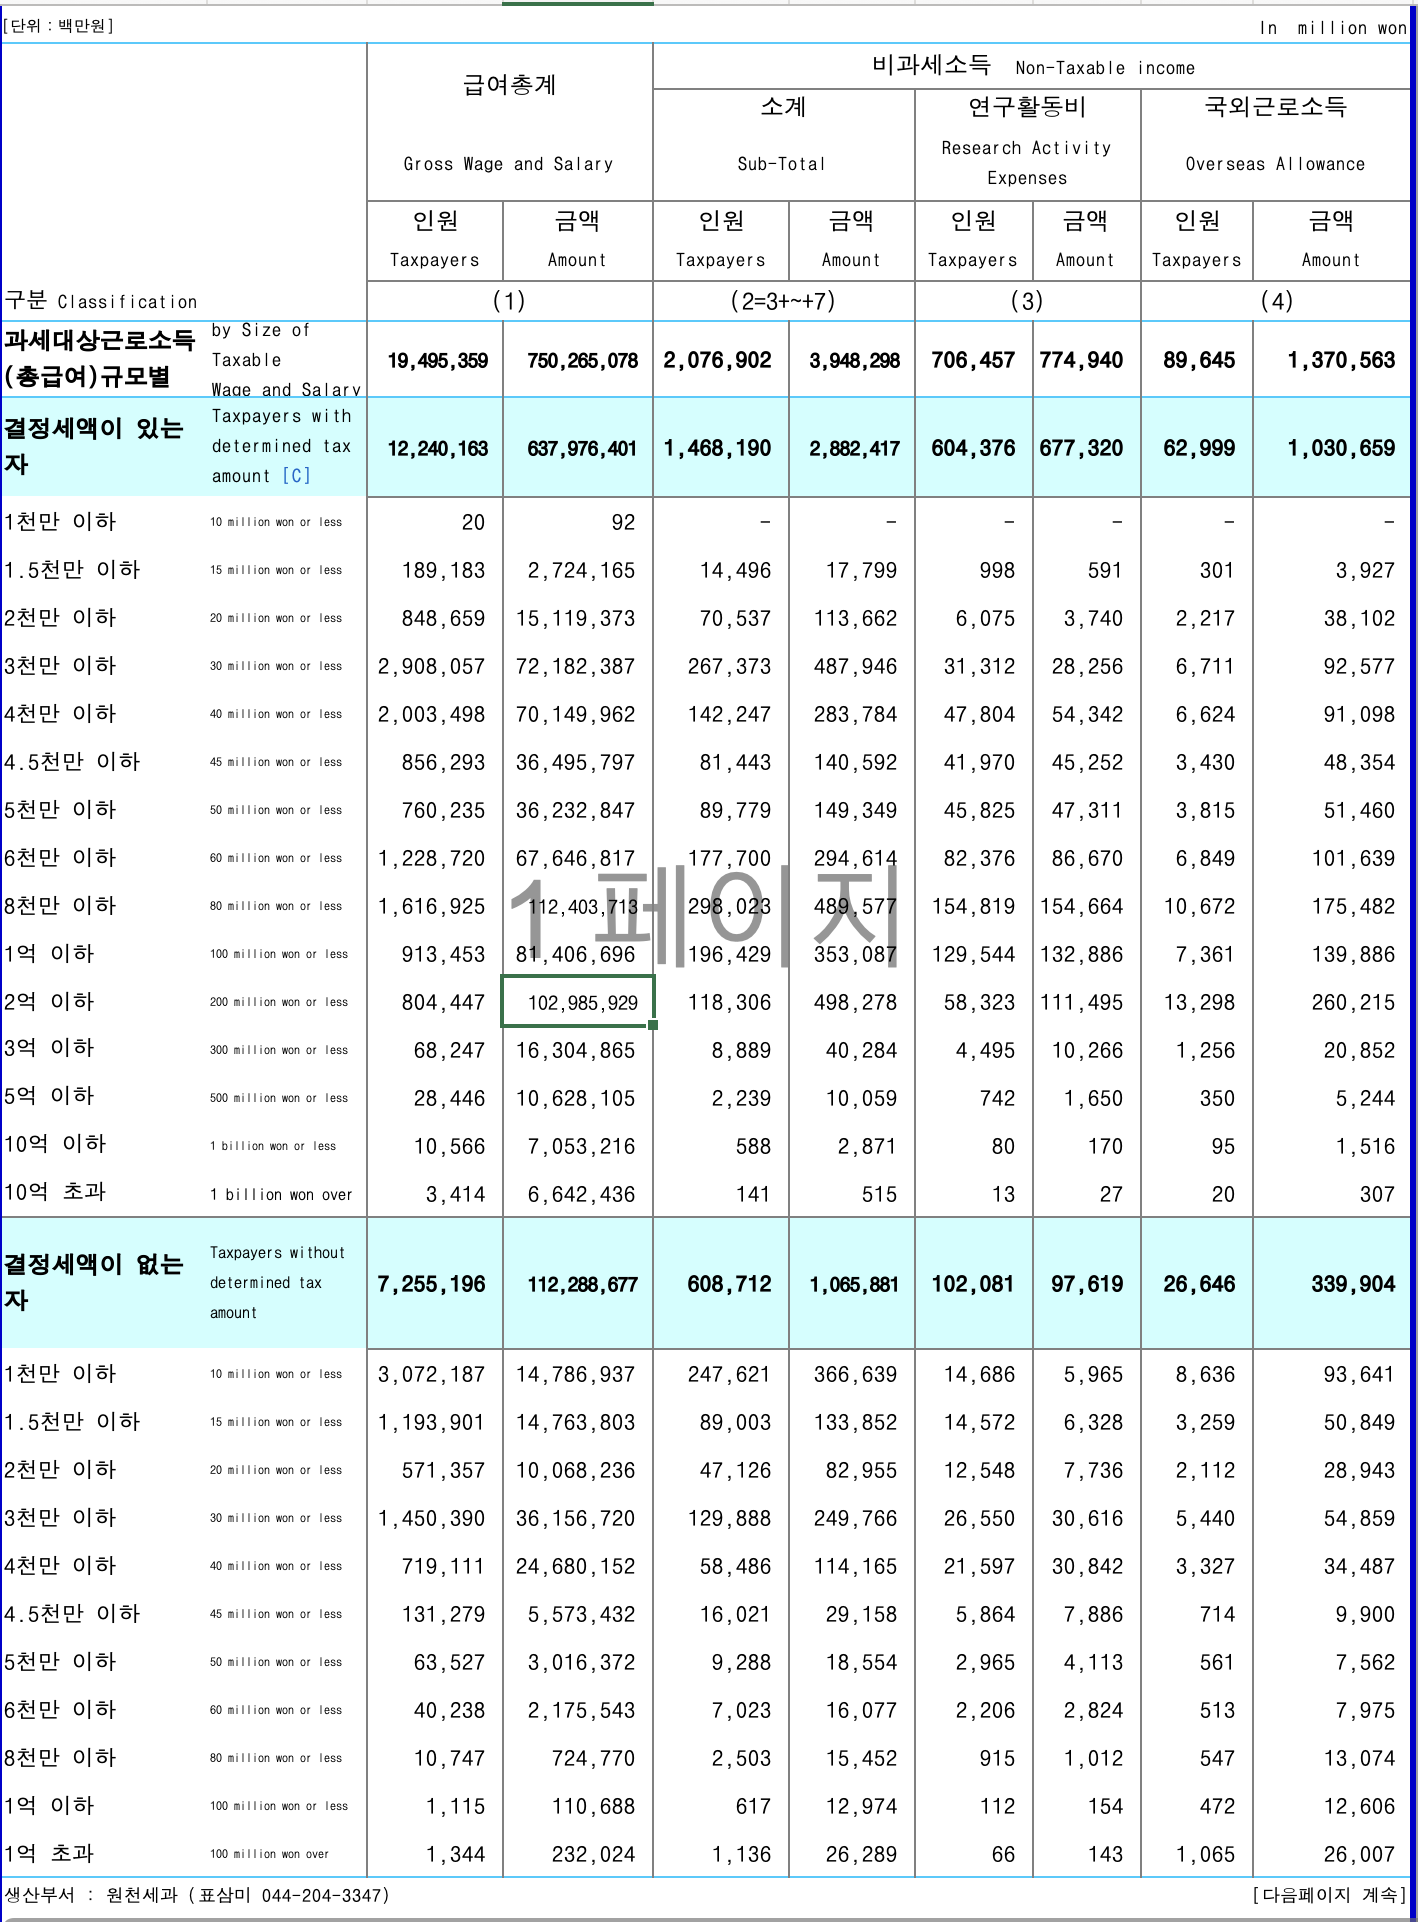 [단위 : 백만원] In million won
급여총계 비과세소득 Non-Taxable income
소계 연구활동비 국외근로소득
Gross Wage and Salary Sub-Total Research Activity Expenses Overseas Allowance
인원 금액 인원 금액 인원 금액 인원 금액
Taxpayers Amount Taxpayers Amount Taxpayers Amount Taxpayers Amount
구분 Classification (1) (2=3+~+7) (3) (4)
과세대상근로소득 (총급여)규모별 by Size of Taxable Wage and Salary 19,495,359 750,265,078 2,076,902 3,948,298 706,457 774,940 89,645 1,370,563
결정세액이 있는 자 Taxpayers with determined tax amount [C] 12,240,163 637,976,401 1,468,190 2,882,417 604,376 677,320 62,999 1,030,659
1천만 이하 10 million won or less 20 92 - - - - - -
1.5천만 이하 15 million won or less 189,183 2,724,165 14,496 17,799 998 591 301 3,927
2천만 이하 20 million won or less 848,659 15,119,373 70,537 113,662 6,075 3,740 2,217 38,102
3천만 이하 30 million won or less 2,908,057 72,182,387 267,373 487,946 31,312 28,256 6,711 92,577
4천만 이하 40 million won or less 2,003,498 70,149,962 142,247 283,784 47,804 54,342 6,624 91,098
4.5천만 이하 45 million won or less 856,293 36,495,797 81,443 140,592 41,970 45,252 3,430 48,354
5천만 이하 50 million won or less 760,235 36,232,847 89,779 149,349 45,825 47,311 3,815 51,460
6천만 이하 60 million won or less 1,228,720 67,646,817 177,700 294,614 82,376 86,670 6,849 101,639
1 페이지
8천만 이하 80 million won or less 1,616,925 112,403,713 298,023 489,577 154,819 154,664 10,672 175,482
1억 이하 100 million won or less 913,453 81,406,696 196,429 353,087 129,544 132,886 7,361 139,886
2억 이하 200 million won or less 804,447 102,985,929 118,306 498,278 58,323 111,495 13,298 260,215
3억 이하 300 million won or less 68,247 16,304,865 8,889 40,284 4,495 10,266 1,256 20,852
5억 이하 500 million won or less 28,446 10,628,105 2,239 10,059 742 1,650 350 5,244
10억 이하 1 billion won or less 10,566 7,053,216 588 2,871 80 170 95 1,516
10억 초과 1 billion won over 3,414 6,642,436 141 515 13 27 20 307
결정세액이 없는 자 Taxpayers without determined tax amount 7,255,196 112,288,677 608,712 1,065,881 102,081 97,619 26,646 339,904
1천만 이하 10 million won or less 3,072,187 14,786,937 247,621 366,639 14,686 5,965 8,636 93,641
1.5천만 이하 15 million won or less 1,193,901 14,763,803 89,003 133,852 14,572 6,328 3,259 50,849
2천만 이하 20 million won or less 571,357 10,068,236 47,126 82,955 12,548 7,736 2,112 28,943
3천만 이하 30 million won or less 1,450,390 36,156,720 129,888 249,766 26,550 30,616 5,440 54,859
4천만 이하 40 million won or less 719,111 24,680,152 58,486 114,165 21,597 30,842 3,327 34,487
4.5천만 이하 45 million won or less 131,279 5,573,432 16,021 29,158 5,864 7,886 714 9,900
5천만 이하 50 million won or less 63,527 3,016,372 9,288 18,554 2,965 4,113 561 7,562
6천만 이하 60 million won or less 40,238 2,175,543 7,023 16,077 2,206 2,824 513 7,975
8천만 이하 80 million won or less 10,747 724,770 2,503 15,452 915 1,012 547 13,074
1억 이하 100 million won or less 1,115 110,688 617 12,974 112 154 472 12,606
1억 초과 100 million won over 1,344 232,024 1,136 26,289 66 143 1,065 26,007
생산부서 : 원천세과 (표삼미 044-204-3347) [다음페이지 계속]